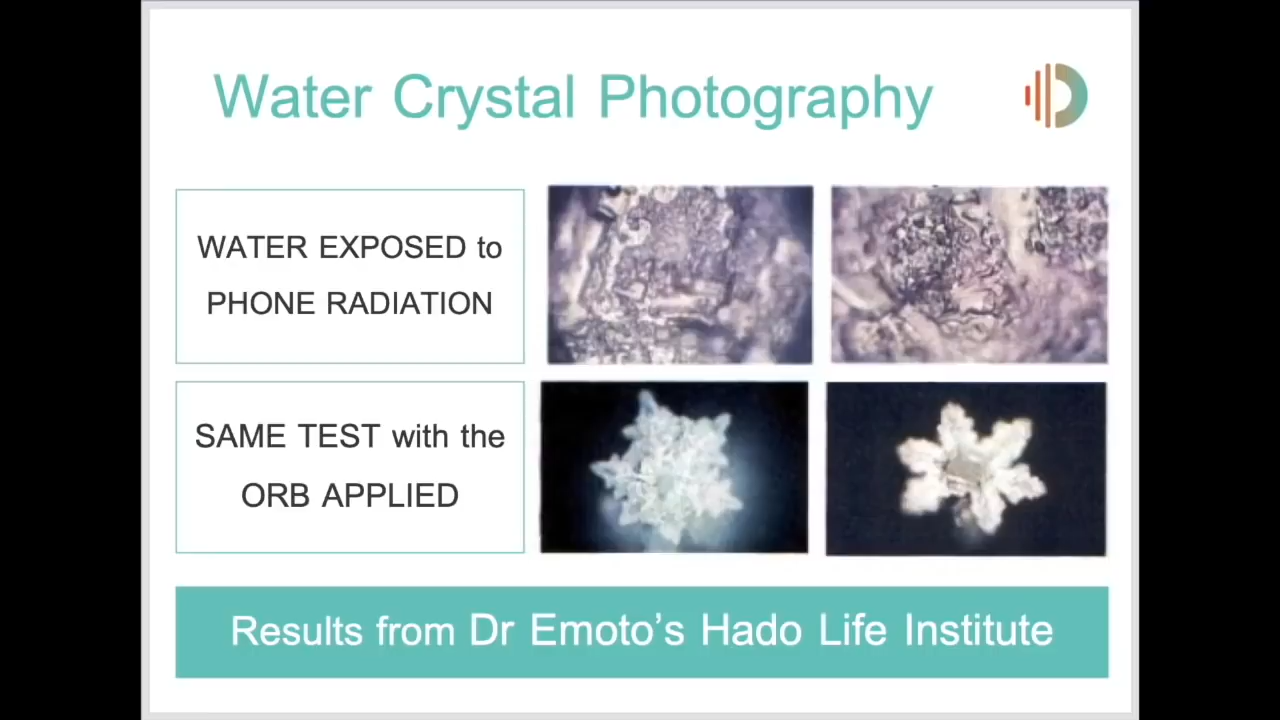 Water Crystal Photography
WATER EXPOSED to
PHONE RADIATION
SAME TEST with the
ORB APPLIED
Results from Dr Emoto's Hado Life Institute